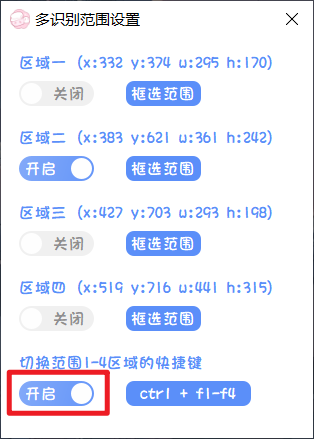 多识别范围设置
区域一 (x:332 y:374 w:295 h:170)
关闭 框选范围
区域二 (x:383 y:621 w:361 h:242)
开启 框选范围
区域三 (x:427 y:703 w:293 h:198)
关闭 框选范围
区域四 (x:519 y:716 w:441 h:315)
关闭 框选范围
切换范围1-4区域的快捷键
开启 ctrl + f1-f4